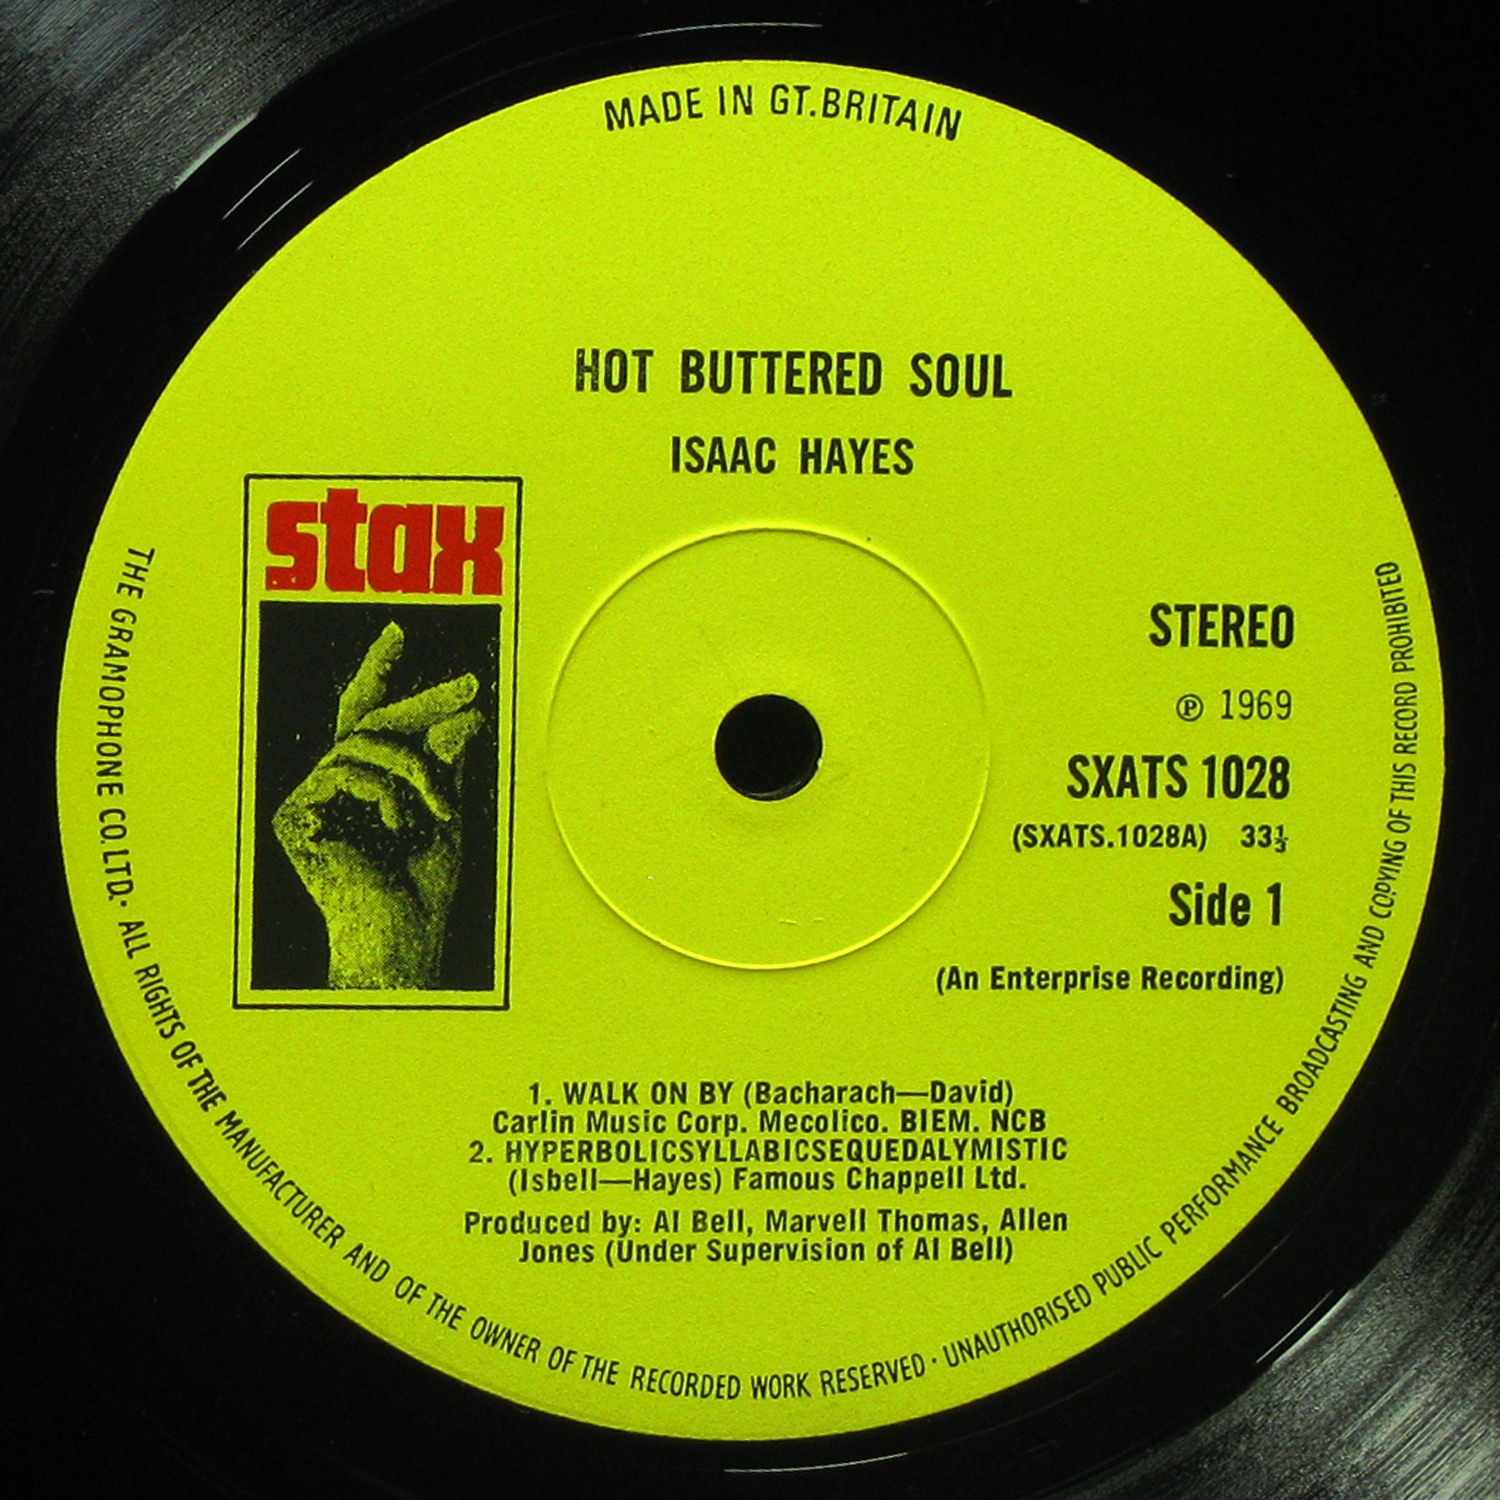 MADE IN GT.BRITAIN
HOT BUTTERED SOUL
ISAAC HAYES
stax
STEREO
℗ 1969
SXATS 1028
(SXATS.1028A) 33⅓
Side 1
(An Enterprise Recording)
1. WALK ON BY (Bacharach—David)
Carlin Music Corp. Mecolico. BIEM. NCB
2. HYPERBOLICSYLLABICSEQUEDALYMISTIC
(Isbell—Hayes) Famous Chappell Ltd.
Produced by: Al Bell, Marvell Thomas, Allen
Jones (Under Supervision of Al Bell)
THE GRAMOPHONE CO. LTD. · ALL RIGHTS OF THE MANUFACTURER AND OF THE OWNER OF THE RECORDED WORK RESERVED · UNAUTHORISED PUBLIC PERFORMANCE BROADCASTING AND COPYING OF THIS RECORD PROHIBITED